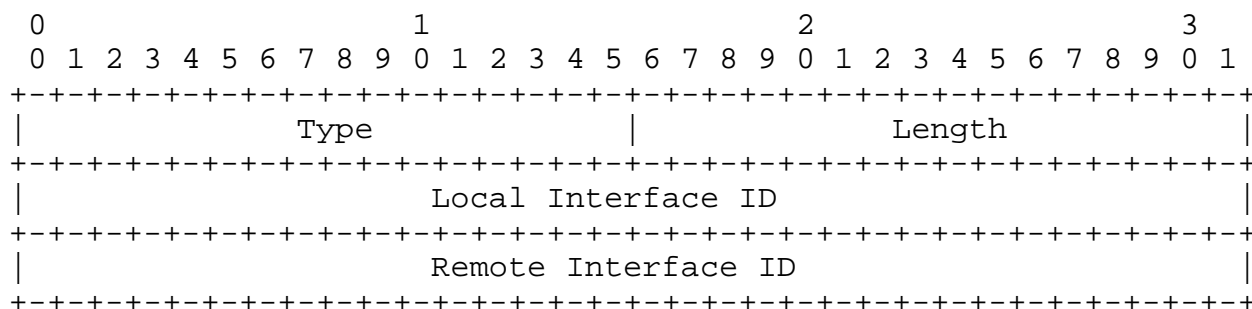 0                   1                   2                   3
 0 1 2 3 4 5 6 7 8 9 0 1 2 3 4 5 6 7 8 9 0 1 2 3 4 5 6 7 8 9 0 1
+-+-+-+-+-+-+-+-+-+-+-+-+-+-+-+-+-+-+-+-+-+-+-+-+-+-+-+-+-+-+-+-+
|              Type             |             Length            |
+-+-+-+-+-+-+-+-+-+-+-+-+-+-+-+-+-+-+-+-+-+-+-+-+-+-+-+-+-+-+-+-+
|                     Local Interface ID                        |
+-+-+-+-+-+-+-+-+-+-+-+-+-+-+-+-+-+-+-+-+-+-+-+-+-+-+-+-+-+-+-+-+
|                     Remote Interface ID                       |
+-+-+-+-+-+-+-+-+-+-+-+-+-+-+-+-+-+-+-+-+-+-+-+-+-+-+-+-+-+-+-+-+